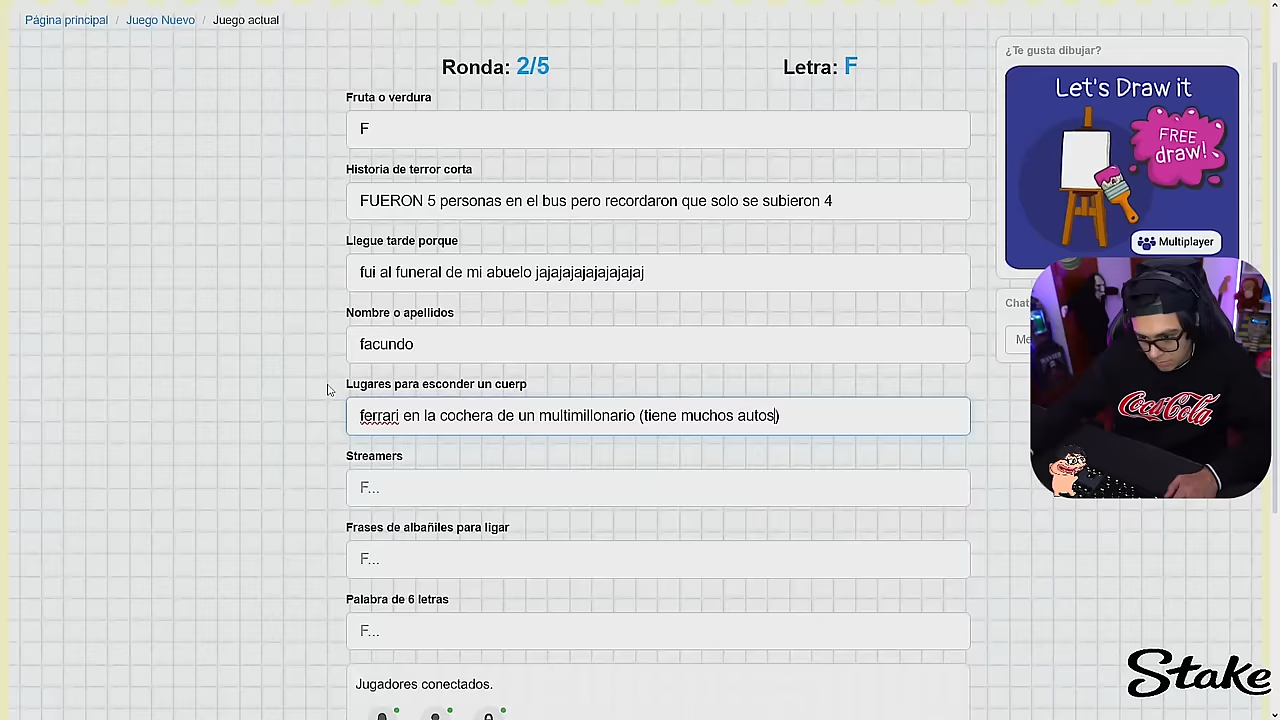 Página principal / Juego Nuevo / Juego actual
Ronda: 2/5
Letra: F
Fruta o verdura
F
Historia de terror corta
FUERON 5 personas en el bus pero recordaron que solo se subieron 4
Llegue tarde porque
fui al funeral de mi abuelo jajajajajajajajaj
Nombre o apellidos
facundo
Lugares para esconder un cuerp
ferrari en la cochera de un multimillonario (tiene muchos autos)
Streamers
F...
Frases de albañiles para ligar
F...
Palabra de 6 letras
F...
Jugadores conectados.
¿Te gusta dibujar?
Let's Draw it
FREE
draw!
Multiplayer
Chat
Me
Coca-Cola
Stake